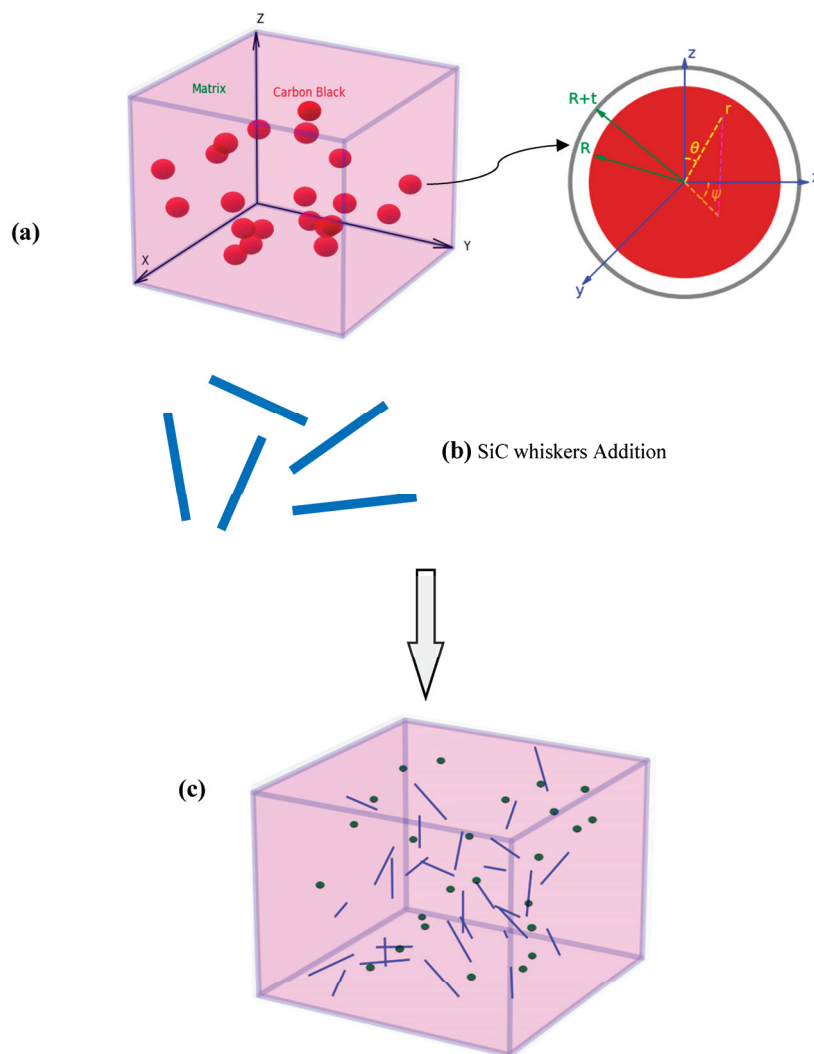 Z
Matrix
Carbon Black
X
Y
(a)
z
R+t
r
R
θ
x
ψ
y
(b) SiC whiskers Addition
(c)